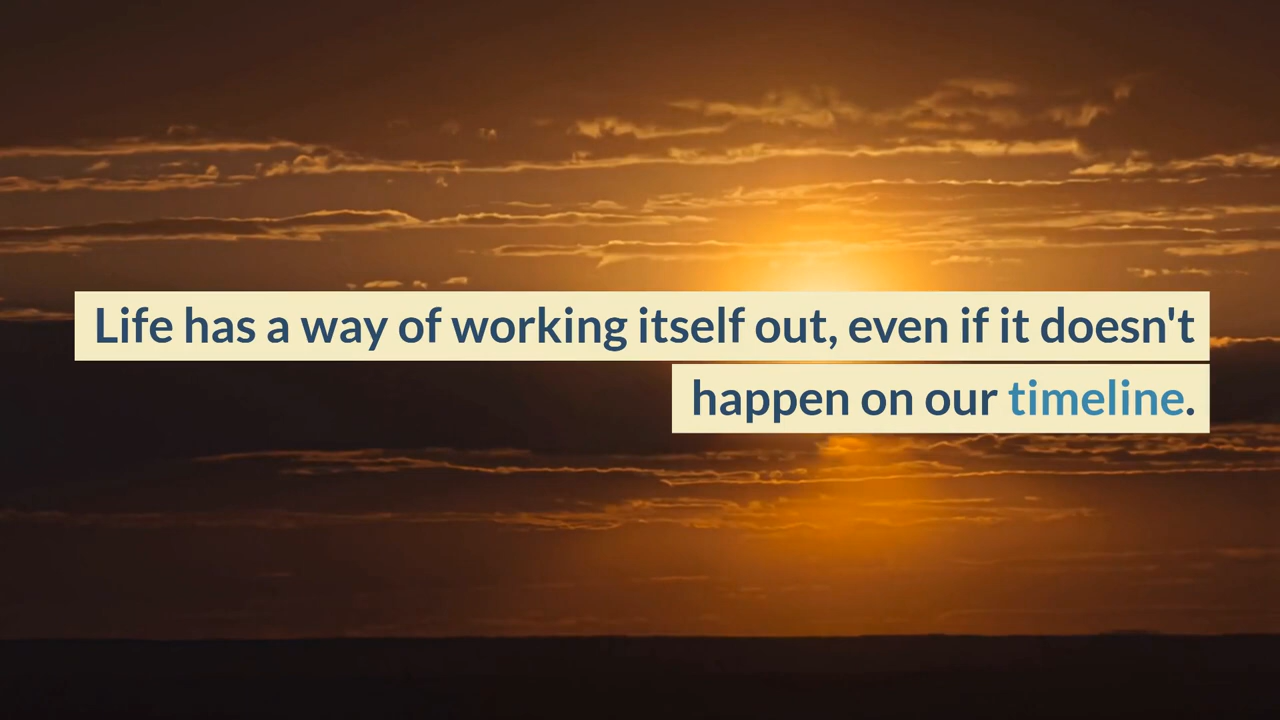 Life has a way of working itself out, even if it doesn't
happen on our timeline.